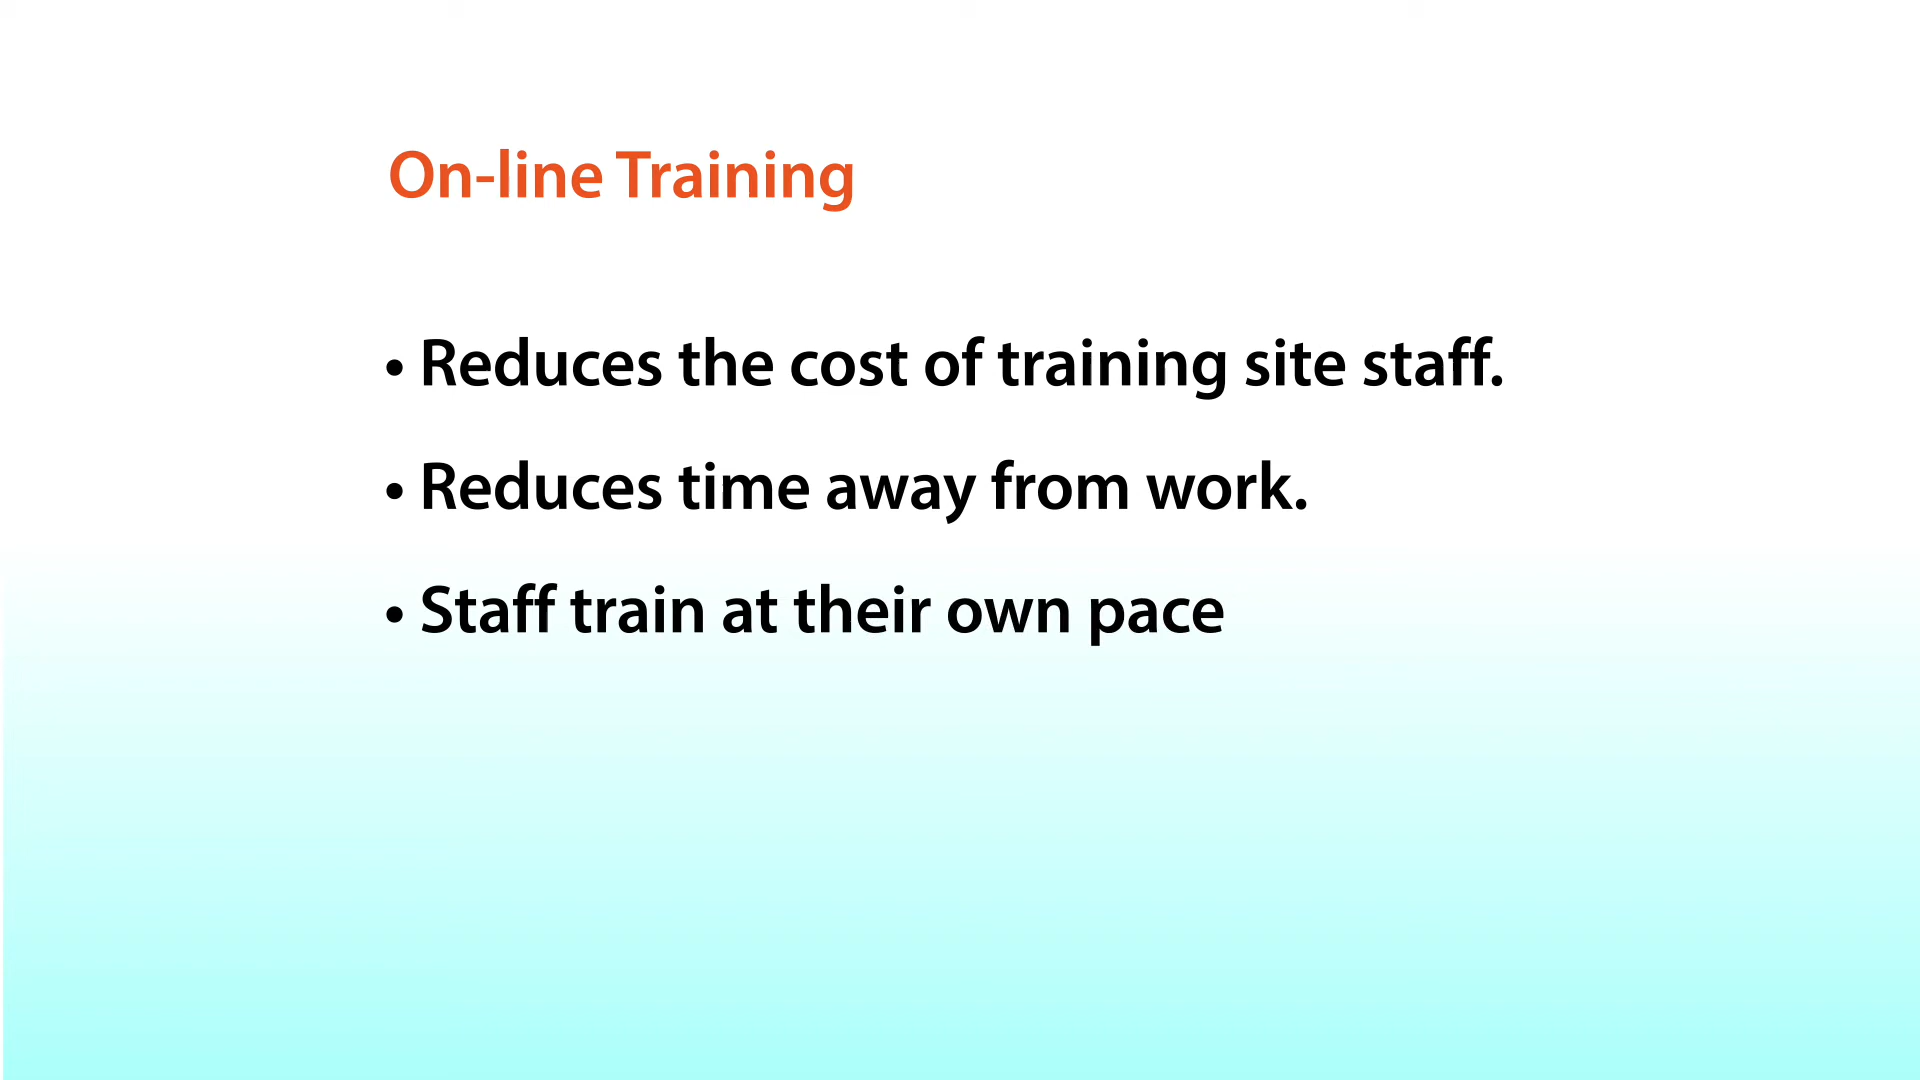 On-line Training
• Reduces the cost of training site staff.
• Reduces time away from work.
• Staff train at their own pace